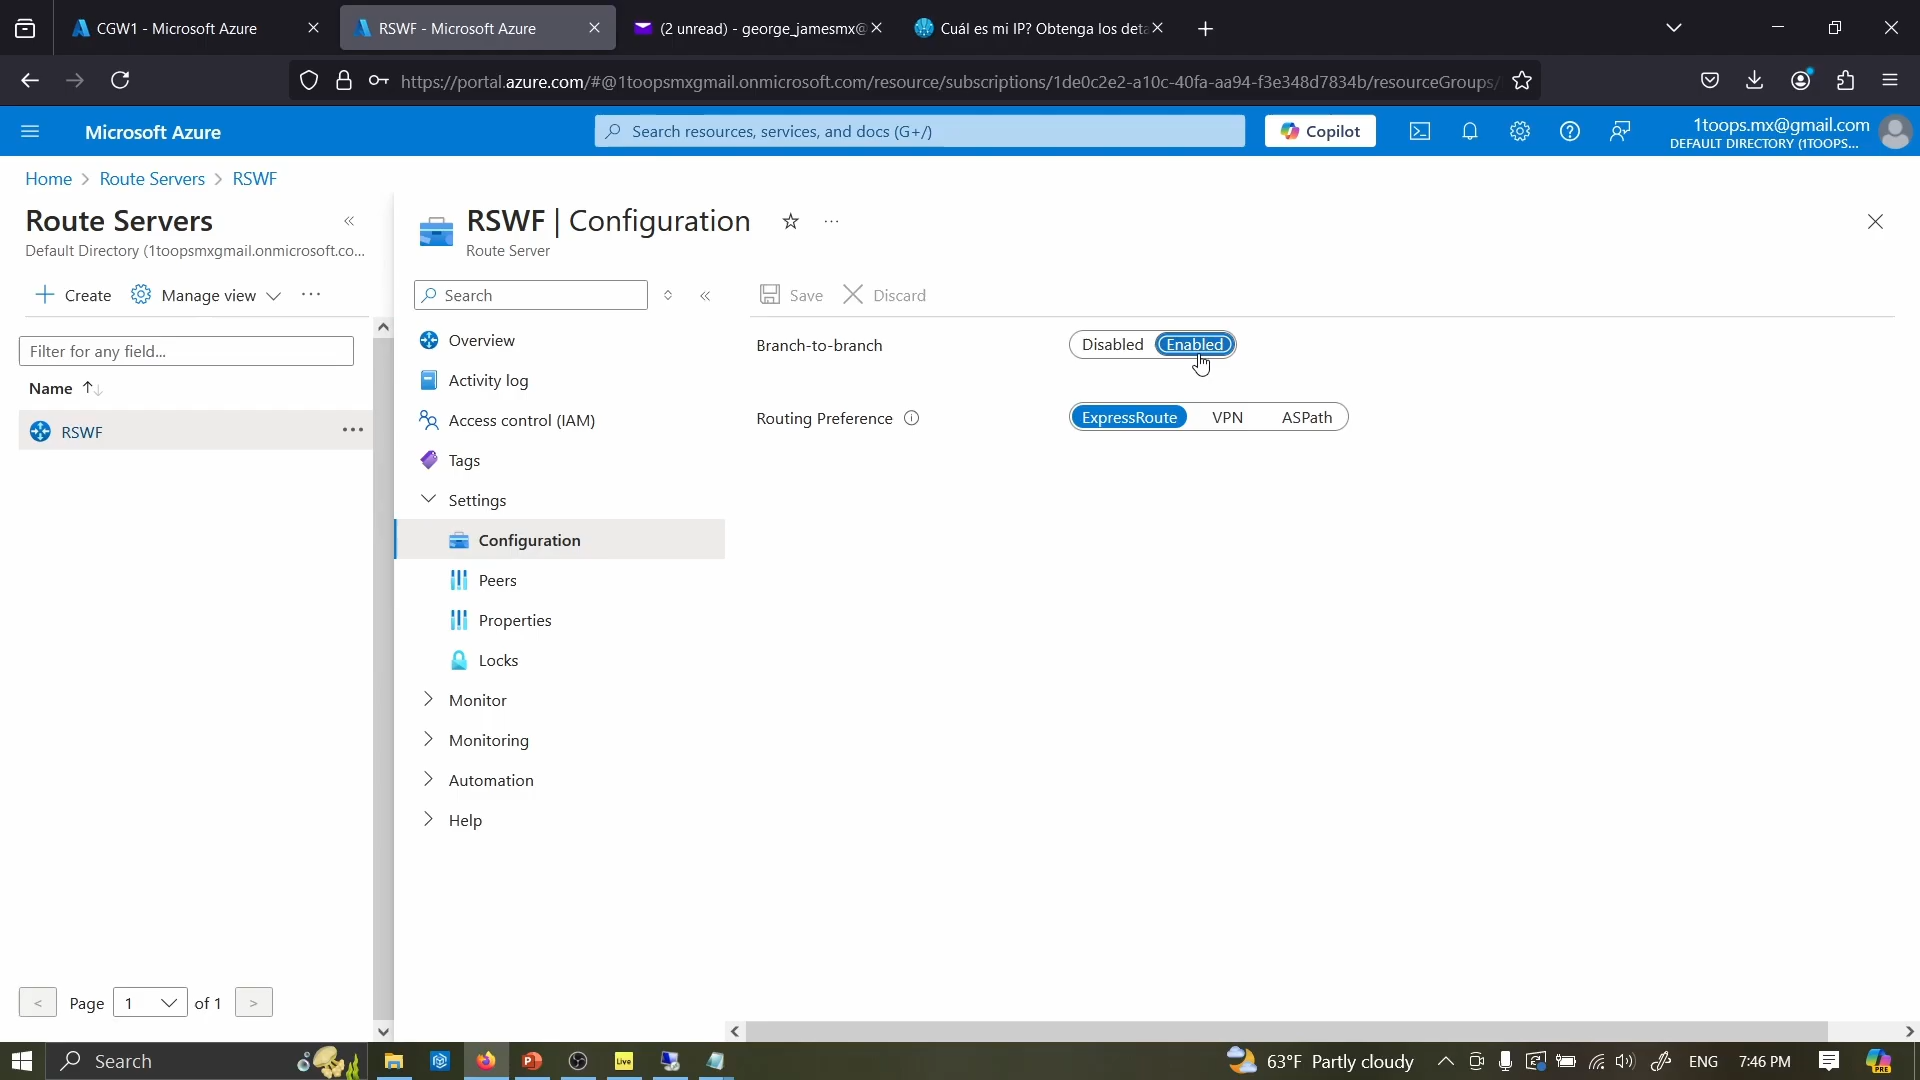 CGW1 - Microsoft Azure
RSWF - Microsoft Azure
(2 unread) - george_jamesmx@
Cuál es mi IP? Obtenga los deta
https://portal.azure.com/#@1toopsmxgmail.onmicrosoft.com/resource/subscriptions/1de0c2e2-a10c-40fa-aa94-f3e348d7834b/resourceGroups/
Microsoft Azure
Search resources, services, and docs (G+/)
Copilot
1toops.mx@gmail.com
DEFAULT DIRECTORY (1TOOPS...
Home > Route Servers > RSWF
Route Servers
Default Directory (1toopsmxgmail.onmicrosoft.co...
Create
Manage view
Filter for any field...
Name
RSWF
Page 1 of 1
RSWF | Configuration
Route Server
Search
Overview
Activity log
Access control (IAM)
Tags
Settings
Configuration
Peers
Properties
Locks
Monitor
Monitoring
Automation
Help
Save
Discard
Branch-to-branch
Disabled
Enabled
Routing Preference
ExpressRoute
VPN
ASPath
Search
Live
63°F Partly cloudy
ENG
7:46 PM
PRE